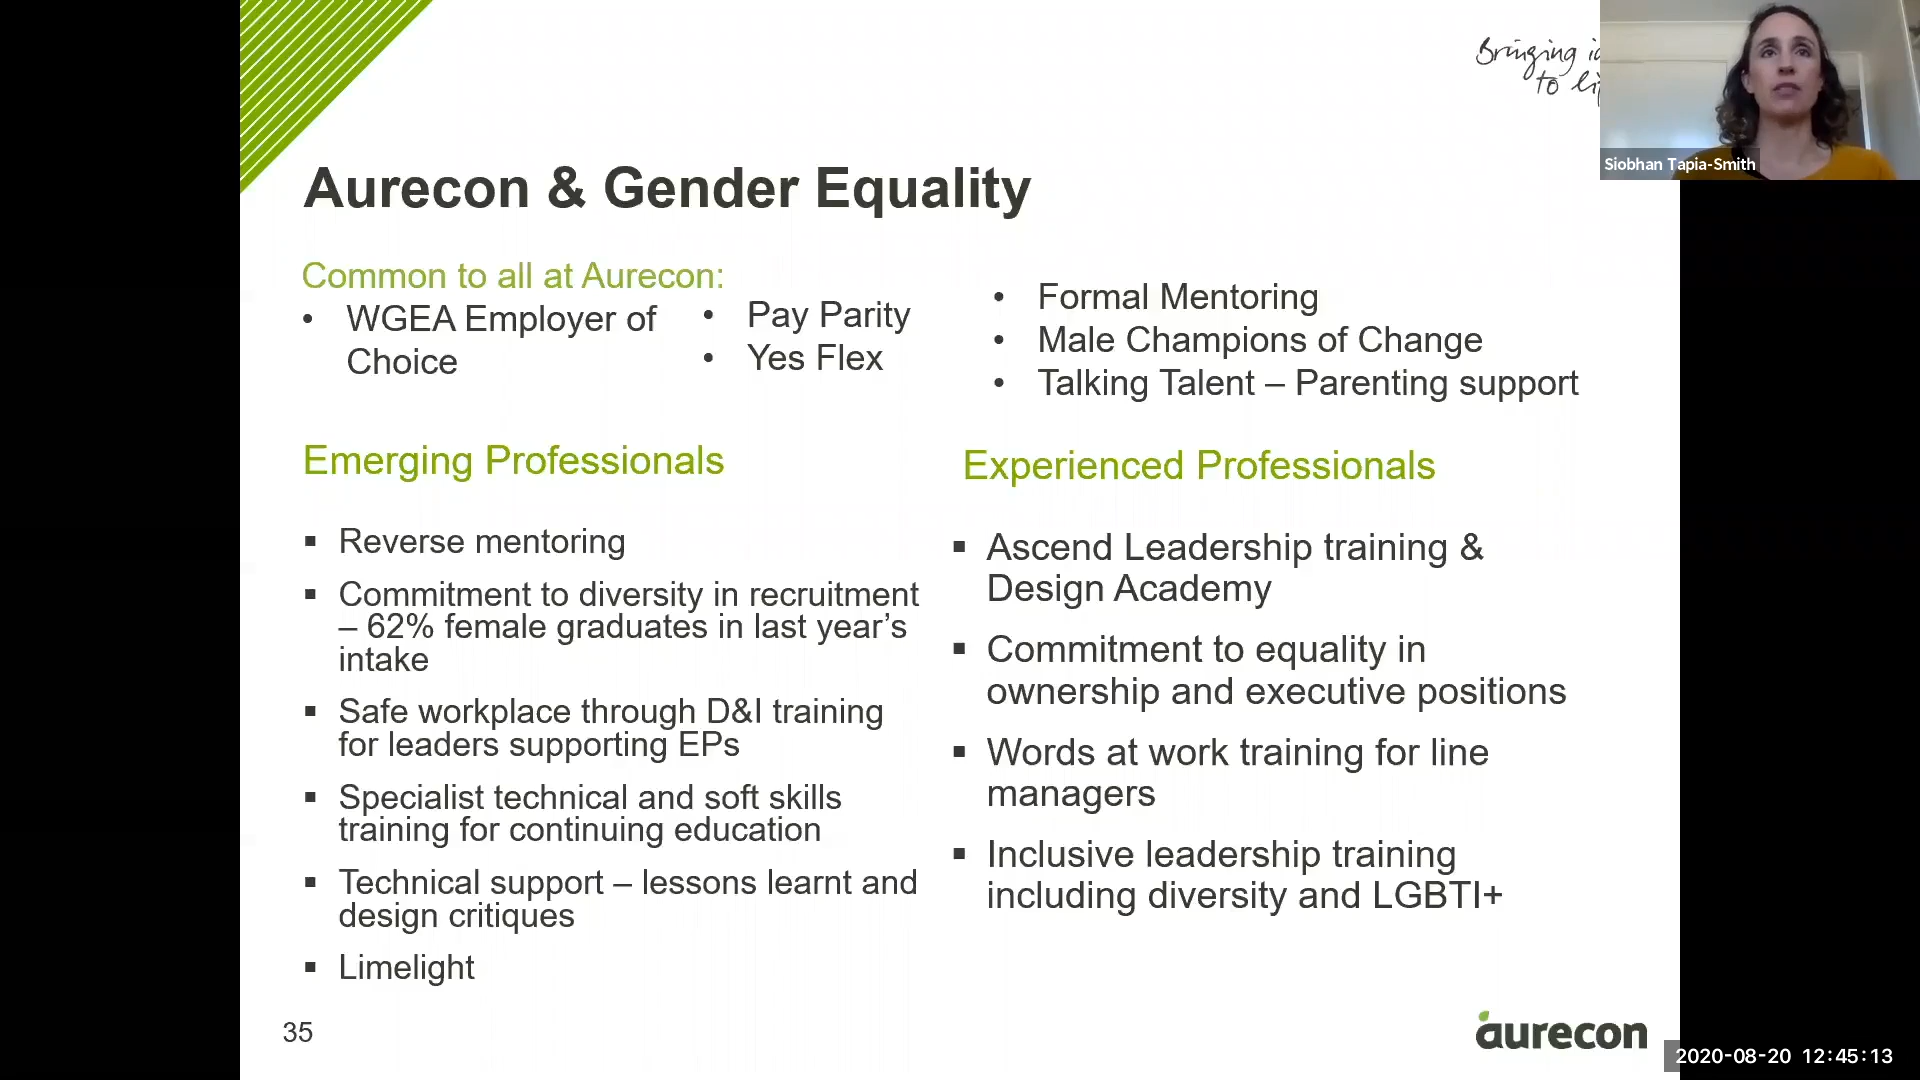 Bringing
to
Siobhan Tapia-Smith
Aurecon & Gender Equality
Common to all at Aurecon:
• WGEA Employer of
Choice
• Pay Parity
• Yes Flex
• Formal Mentoring
• Male Champions of Change
• Talking Talent – Parenting support
Emerging Professionals
▪ Reverse mentoring
▪ Commitment to diversity in recruitment
– 62% female graduates in last year’s
intake
▪ Safe workplace through D&I training
for leaders supporting EPs
▪ Specialist technical and soft skills
training for continuing education
▪ Technical support – lessons learnt and
design critiques
▪ Limelight
Experienced Professionals
▪ Ascend Leadership training &
Design Academy
▪ Commitment to equality in
ownership and executive positions
▪ Words at work training for line
managers
▪ Inclusive leadership training
including diversity and LGBTI+
35
aurecon
2020-08-20 12:45:13